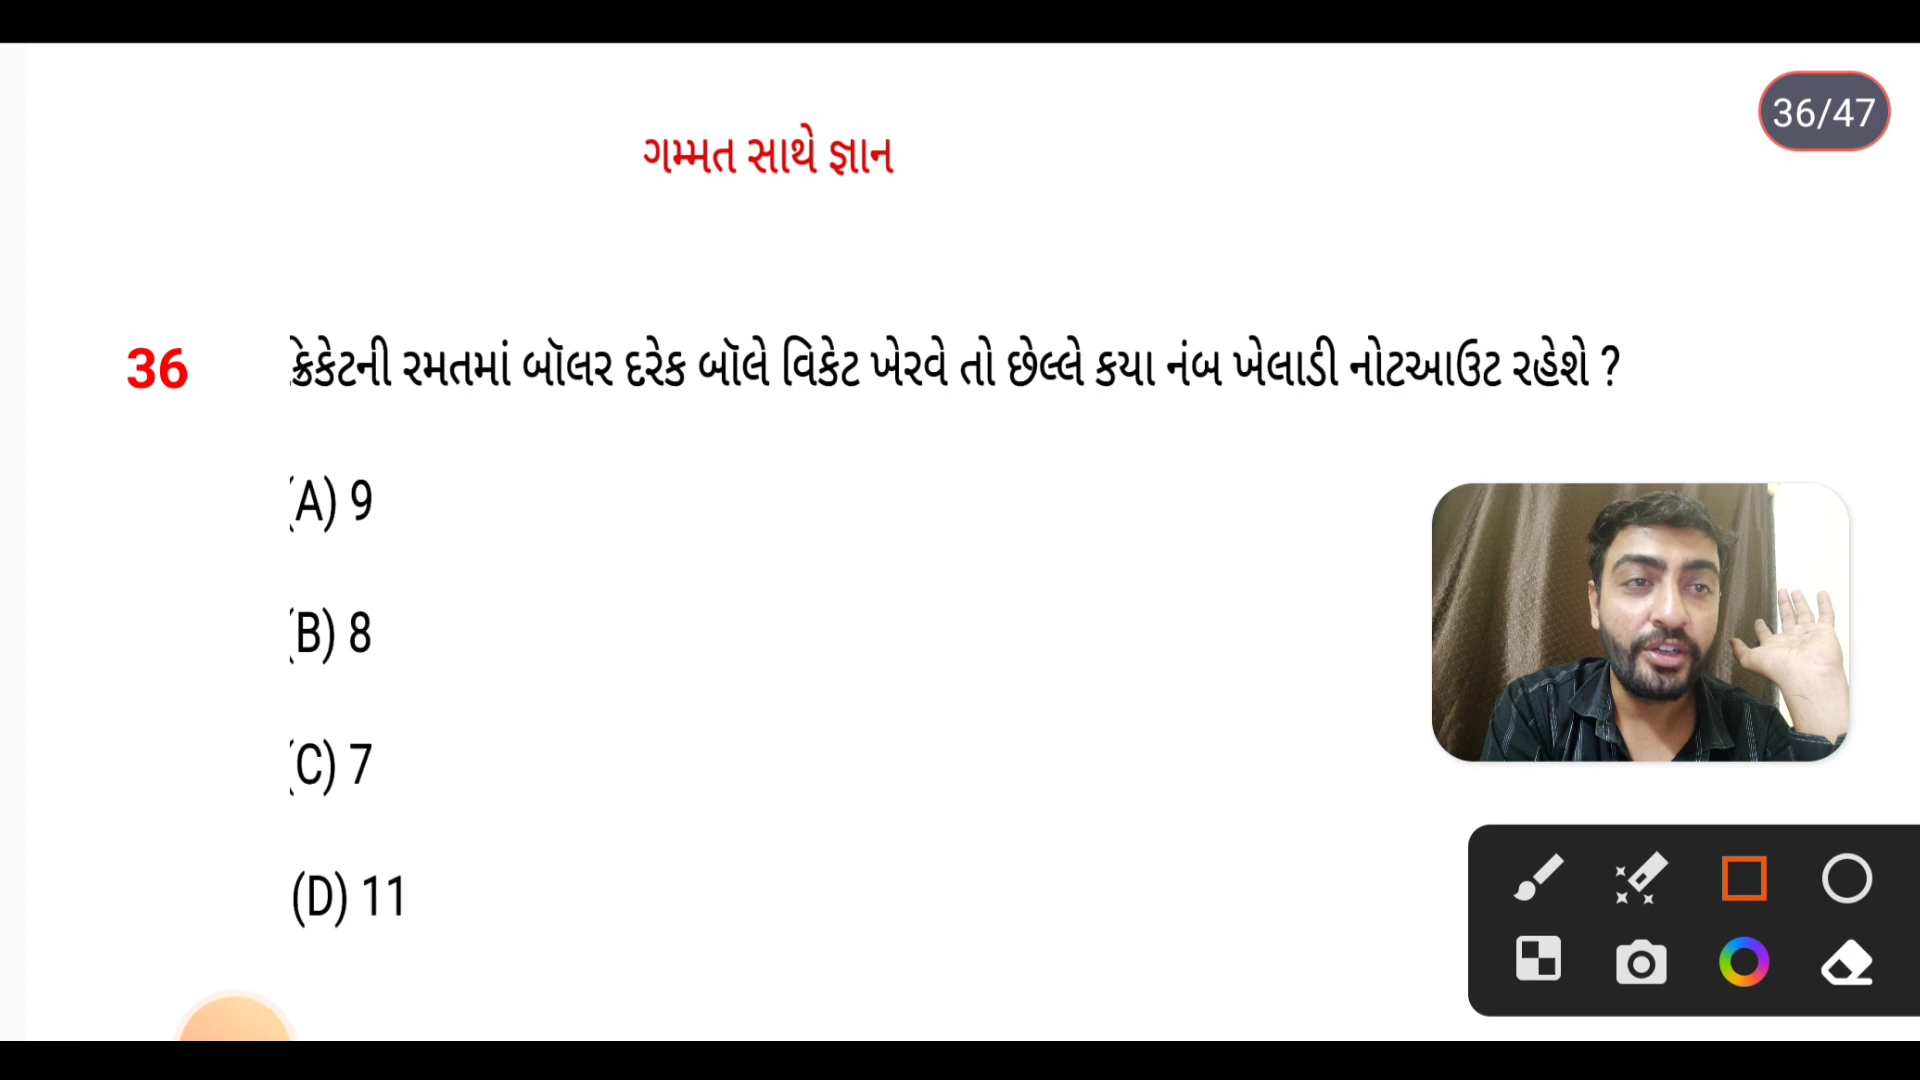 36/47
ગમ્મત સાથે જ્ઞાન
36 ક્રિકેટની રમતમાં બૉલર દરેક બૉલે વિકેટ ખેરવે તો છેલ્લે કયા નંબ ખેલાડી નોટઆઉટ રહેશે ?
(A) 9
(B) 8
(C) 7
(D) 11